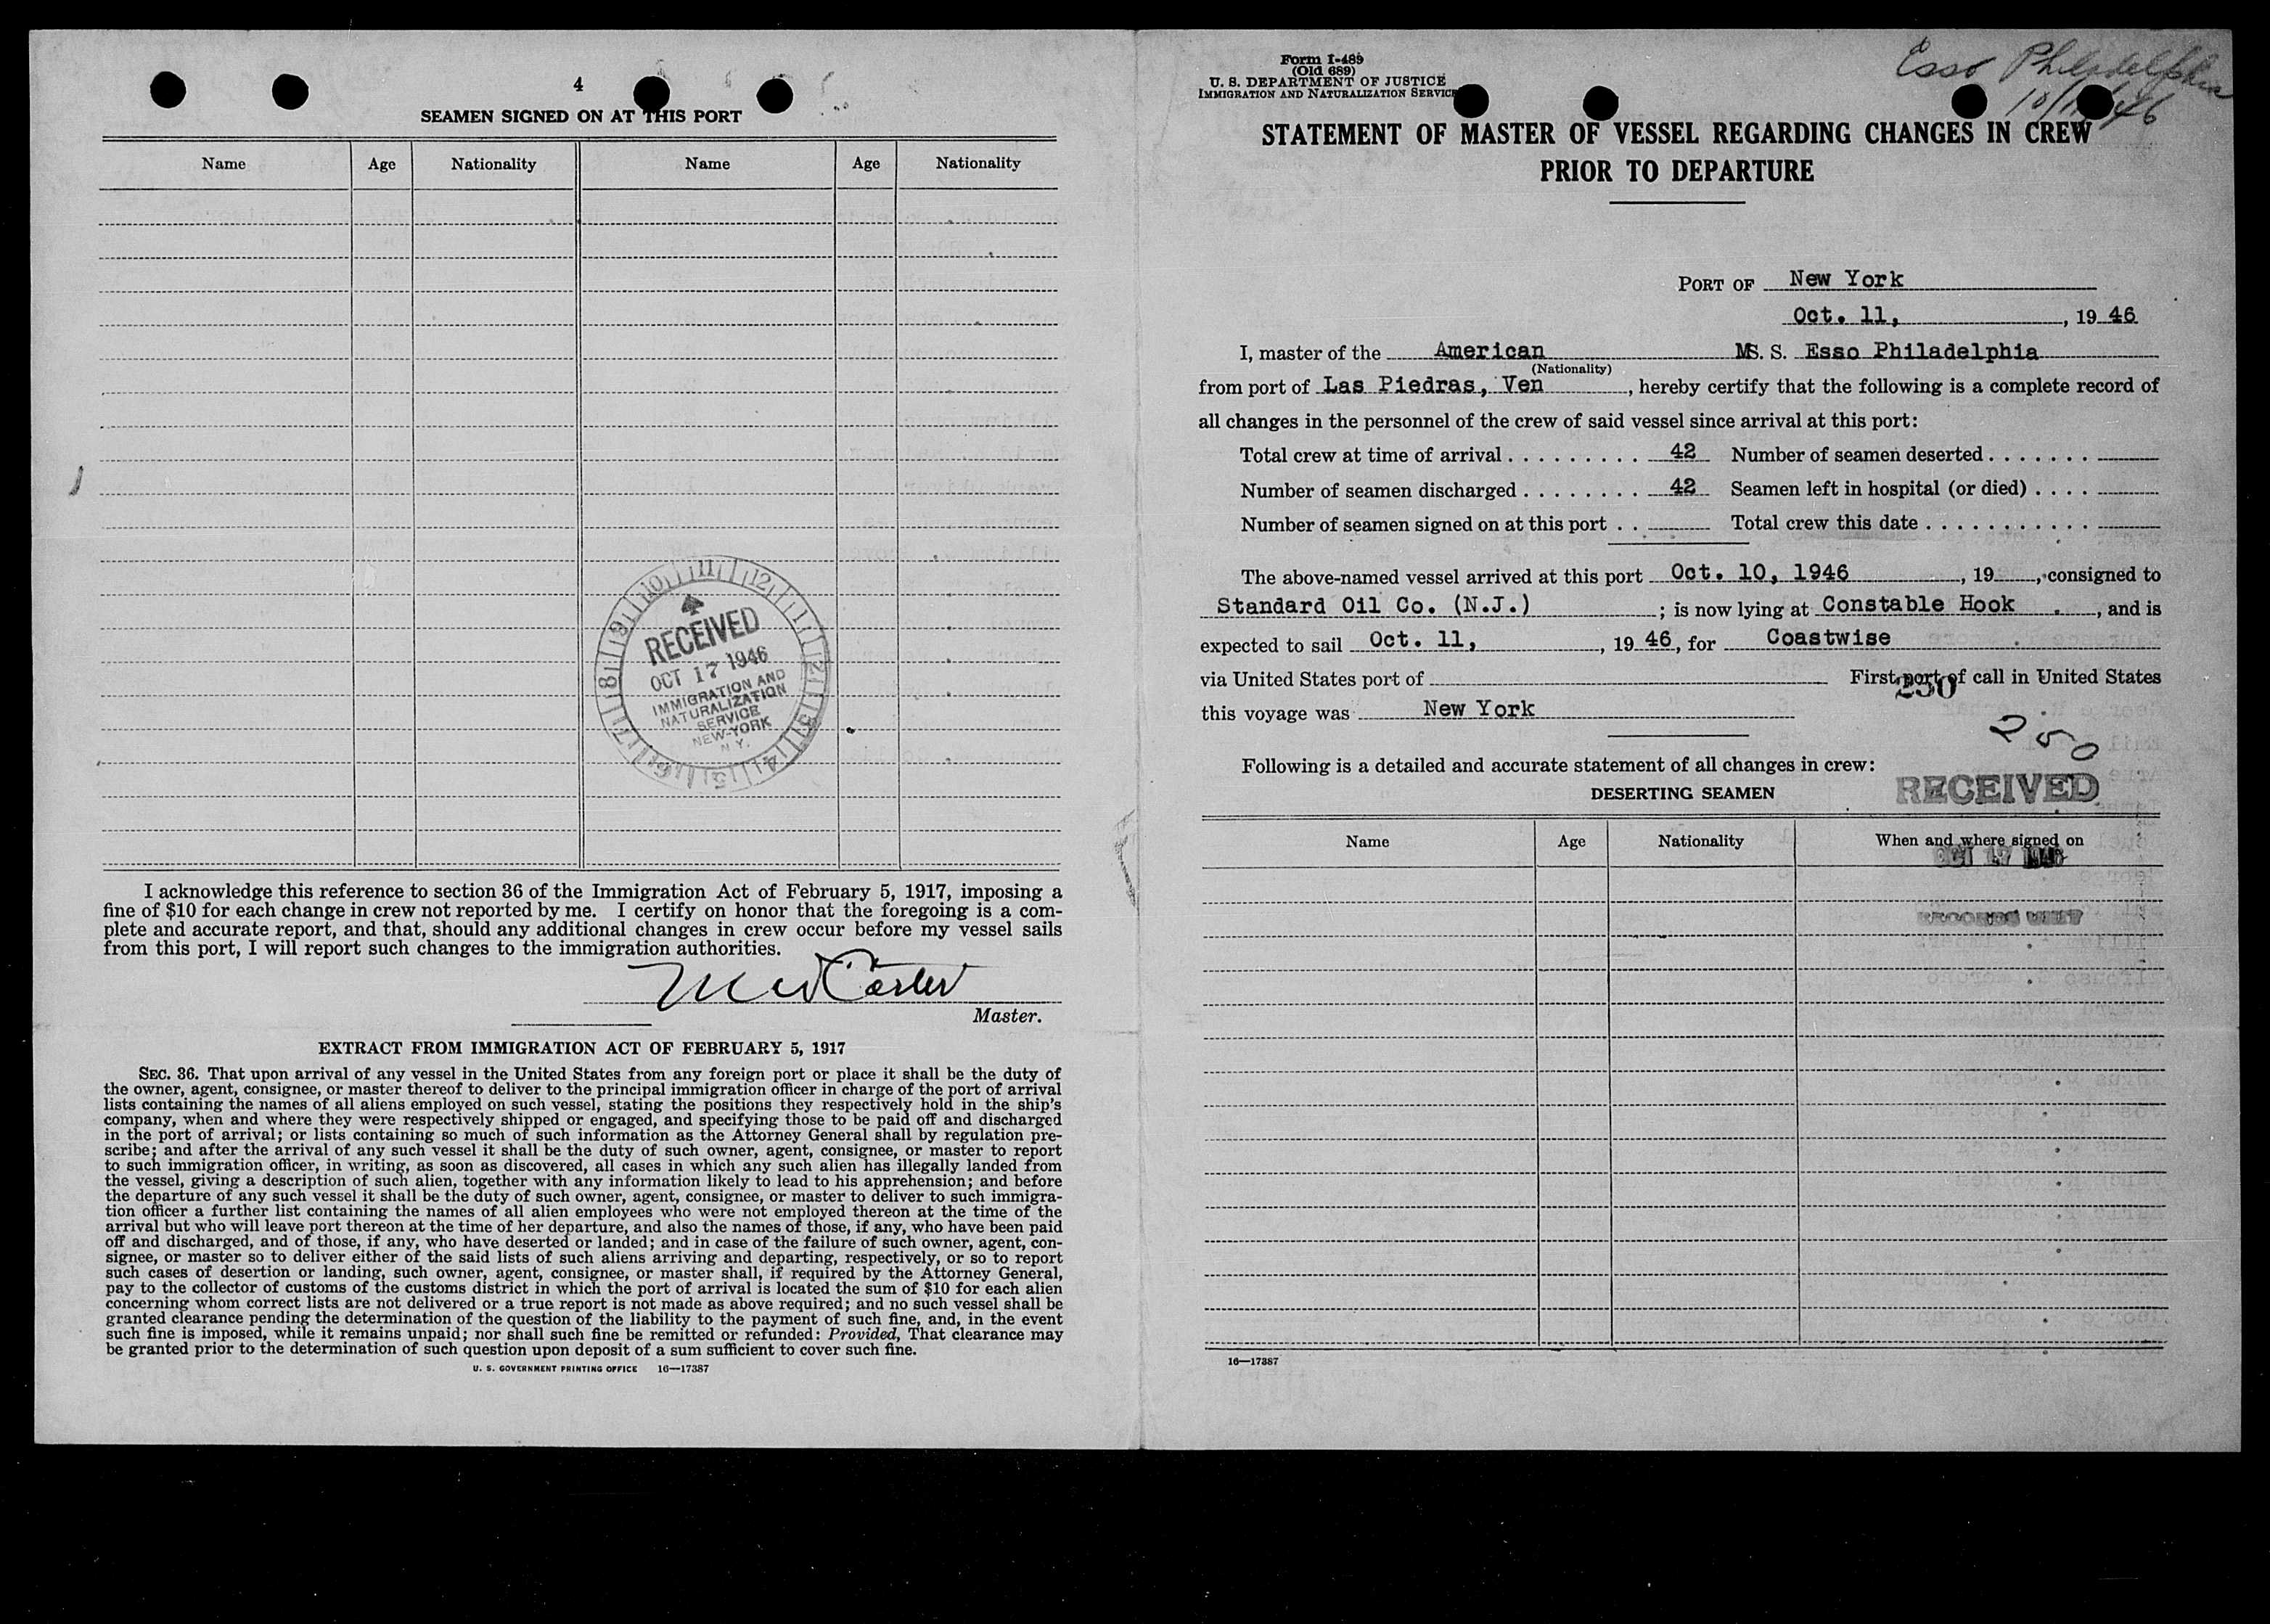 4
SEAMEN SIGNED ON AT THIS PORT
Name Age Nationality Name Age Nationality
RECEIVED
OCT 17 1946
IMMIGRATION AND
NATURALIZATION
SERVICE
NEW-YORK
N. Y.
I acknowledge this reference to section 36 of the Immigration Act of February 5, 1917, imposing a
fine of $10 for each change in crew not reported by me. I certify on honor that the foregoing is a com-
plete and accurate report, and that, should any additional changes in crew occur before my vessel sails
from this port, I will report such changes to the immigration authorities.
Master.
EXTRACT FROM IMMIGRATION ACT OF FEBRUARY 5, 1917
SEC. 36. That upon arrival of any vessel in the United States from any foreign port or place it shall be the duty of
the owner, agent, consignee, or master thereof to deliver to the principal immigration officer in charge of the port of arrival
lists containing the names of all aliens employed on such vessel, stating the positions they respectively hold in the ship's
company, when and where they were respectively shipped or engaged, and specifying those to be paid off and discharged
in the port of arrival; or lists containing so much of such information as the Attorney General shall by regulation pre-
scribe; and after the arrival of any such vessel it shall be the duty of such owner, agent, consignee, or master to report
to such immigration officer, in writing, as soon as discovered, all cases in which any such alien has illegally landed from
the vessel, giving a description of such alien, together with any information likely to lead to his apprehension; and before
the departure of any such vessel it shall be the duty of such owner, agent, consignee, or master to deliver to such immigra-
tion officer a further list containing the names of all alien employees who were not employed thereon at the time of the
arrival but who will leave port thereon at the time of her departure, and also the names of those, if any, who have been paid
off and discharged, and of those, if any, who have deserted or landed; and in case of the failure of such owner, agent, con-
signee, or master so to deliver either of the said lists of such aliens arriving and departing, respectively, or so to report
such cases of desertion or landing, such owner, agent, consignee, or master shall, if required by the Attorney General,
pay to the collector of customs of the customs district in which the port of arrival is located the sum of $10 for each alien
concerning whom correct lists are not delivered or a true report is not made as above required; and no such vessel shall be
granted clearance pending the determination of the question of the liability to the payment of such fine, and, in the event
such fine is imposed, while it remains unpaid; nor shall such fine be remitted or refunded: Provided, That clearance may
be granted prior to the determination of such question upon deposit of a sum sufficient to cover such fine.
U. S. GOVERNMENT PRINTING OFFICE 16—17387
Form I-489
(Old 689)
U. S. DEPARTMENT OF JUSTICE
IMMIGRATION AND NATURALIZATION SERVICE
Esso Philadelphia
STATEMENT OF MASTER OF VESSEL REGARDING CHANGES IN CREW
PRIOR TO DEPARTURE
PORT OF New York
Oct. 11, , 19 46
I, master of the American MS. S. Esso Philadelphia
(Nationality)
from port of Las Piedras, Ven , hereby certify that the following is a complete record of
all changes in the personnel of the crew of said vessel since arrival at this port:
Total crew at time of arrival . . . . . . . . . 42 Number of seamen deserted . . . . . . .
Number of seamen discharged . . . . . . . . 42 Seamen left in hospital (or died) . . . .
Number of seamen signed on at this port . . Total crew this date . . . . . . . . . . .
The above-named vessel arrived at this port Oct. 10, 1946 , 19 , consigned to
Standard Oil Co. (N.J.) ; is now lying at Constable Hook , and is
expected to sail Oct. 11, , 19 46, for Coastwise
via United States port of First port of call in United States
250
this voyage was New York
250
Following is a detailed and accurate statement of all changes in crew:
DESERTING SEAMEN
RECEIVED
Name Age Nationality When and where signed on
OCT 17 1946
RECORDS UNIT
16—17387